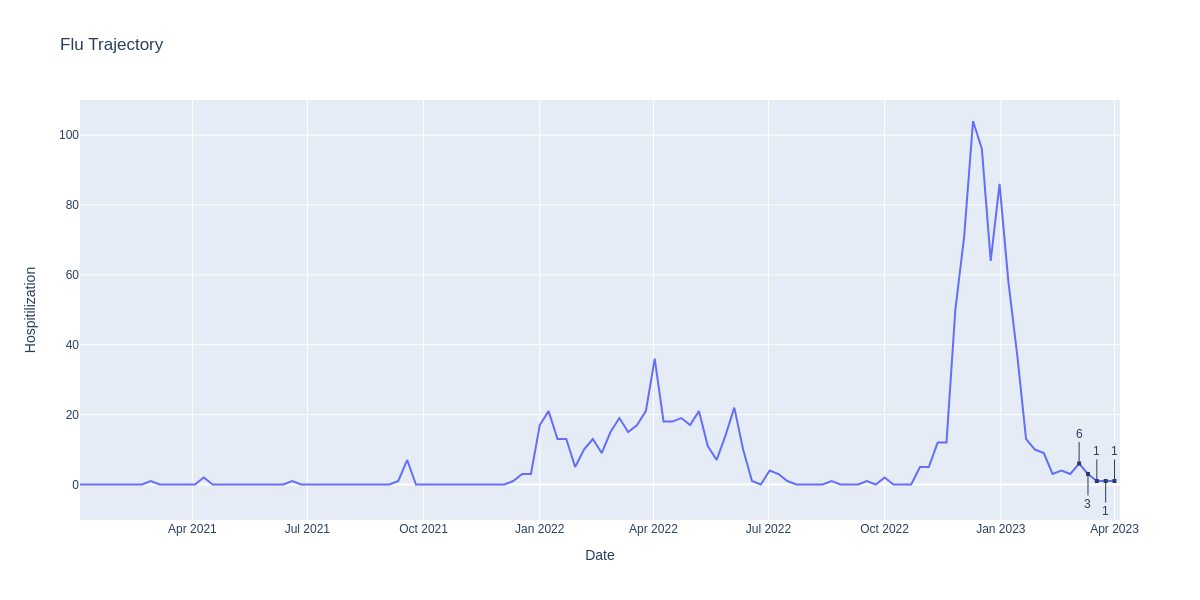 Flu Trajectory
Hospitilization
100
80
60
40
20
0
6
1
1
3
1
Apr 2021
Jul 2021
Oct 2021
Jan 2022
Apr 2022
Jul 2022
Oct 2022
Jan 2023
Apr 2023
Date